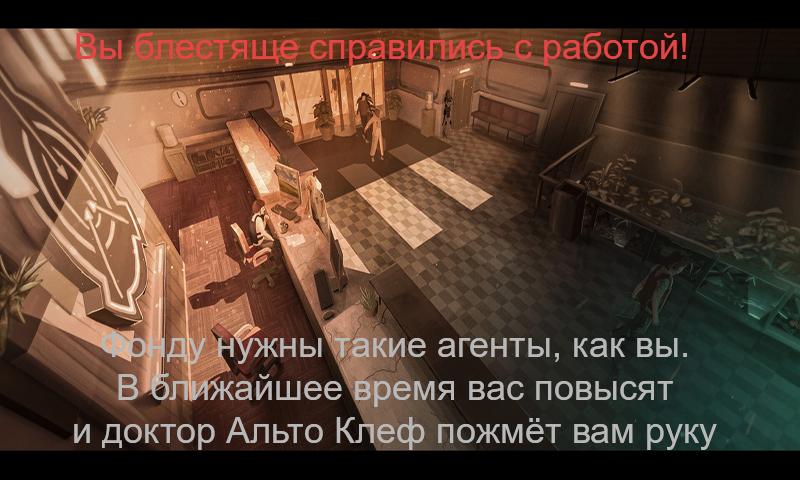 Вы блестяще справились с работой!
Фонду нужны такие агенты, как вы.
В ближайшее время вас повысят
и доктор Альто Клеф пожмёт вам руку